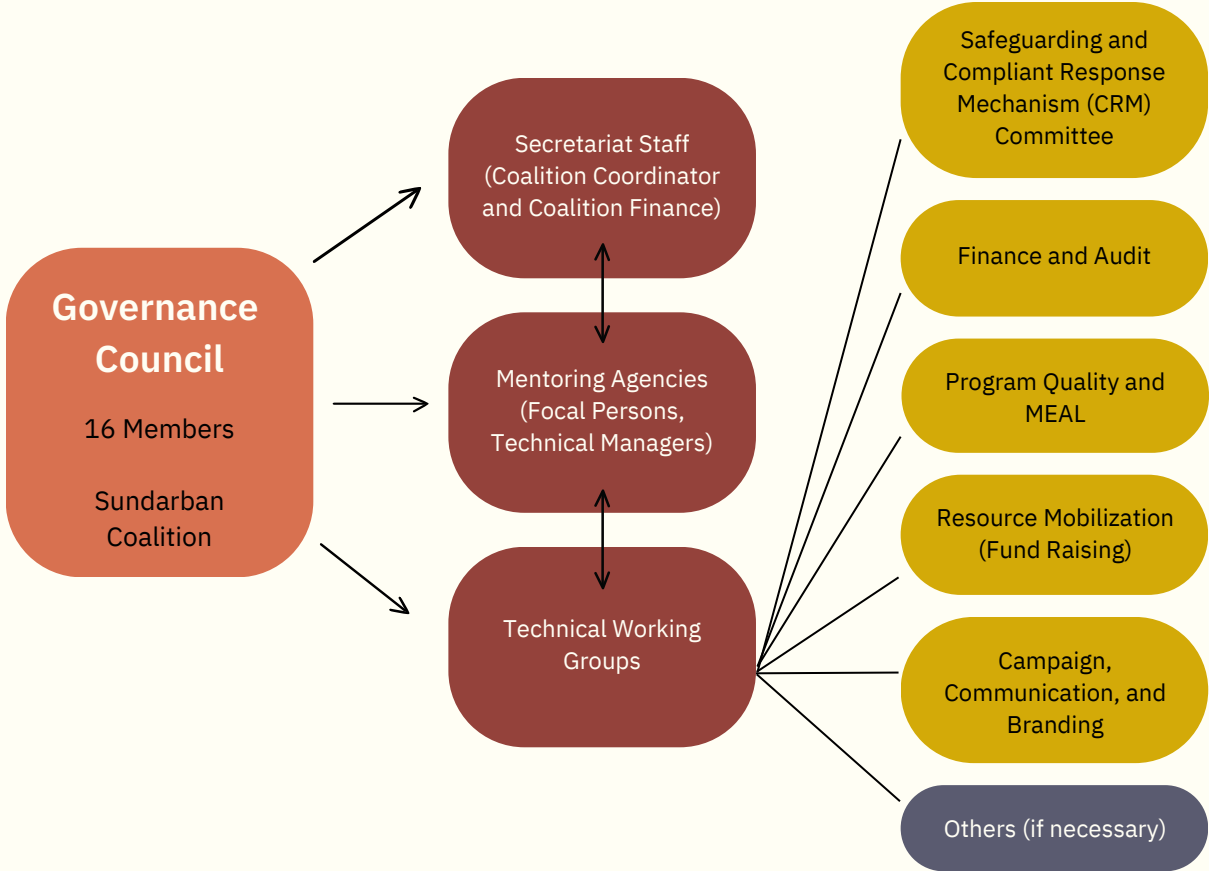 Governance
Council
16 Members
Sundarban
Coalition
Secretariat Staff
(Coalition Coordinator
and Coalition Finance)
Mentoring Agencies
(Focal Persons,
Technical Managers)
Technical Working
Groups
Safeguarding and
Compliant Response
Mechanism (CRM)
Committee
Finance and Audit
Program Quality and
MEAL
Resource Mobilization
(Fund Raising)
Campaign,
Communication, and
Branding
Others (if necessary)